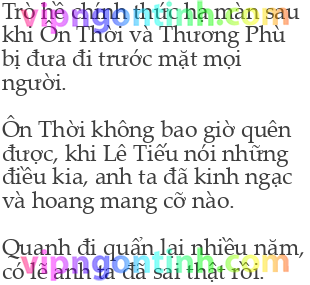 Trò hề chính thức hạ màn sau
khi Ôn Thời và Thương Phù
bị đưa đi trước mặt mọi
người.
Ôn Thời không bao giờ quên
được, khi Lê Tiếu nói những
điều kia, anh ta đã kinh ngạc
và hoang mang cỡ nào.
Quanh đi quẩn lại nhiều năm,
có lẽ anh ta đã sai thật rồi.
vipngontinh.com
vipngontinh.com